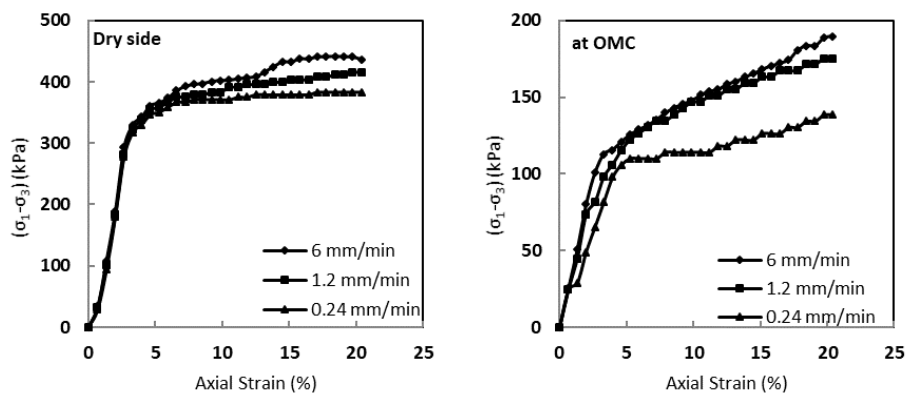 Dry side
500
400
300
200
100
0
(σ₁-σ₃) (kPa)
6 mm/min
1.2 mm/min
0.24 mm/min
0 5 10 15 20 25
Axial Strain (%)
at OMC
200
150
100
50
0
(σ₁-σ₃) (kPa)
6 mm/min
1.2 mm/min
0.24 mm/min
0 5 10 15 20 25
Axial Strain (%)